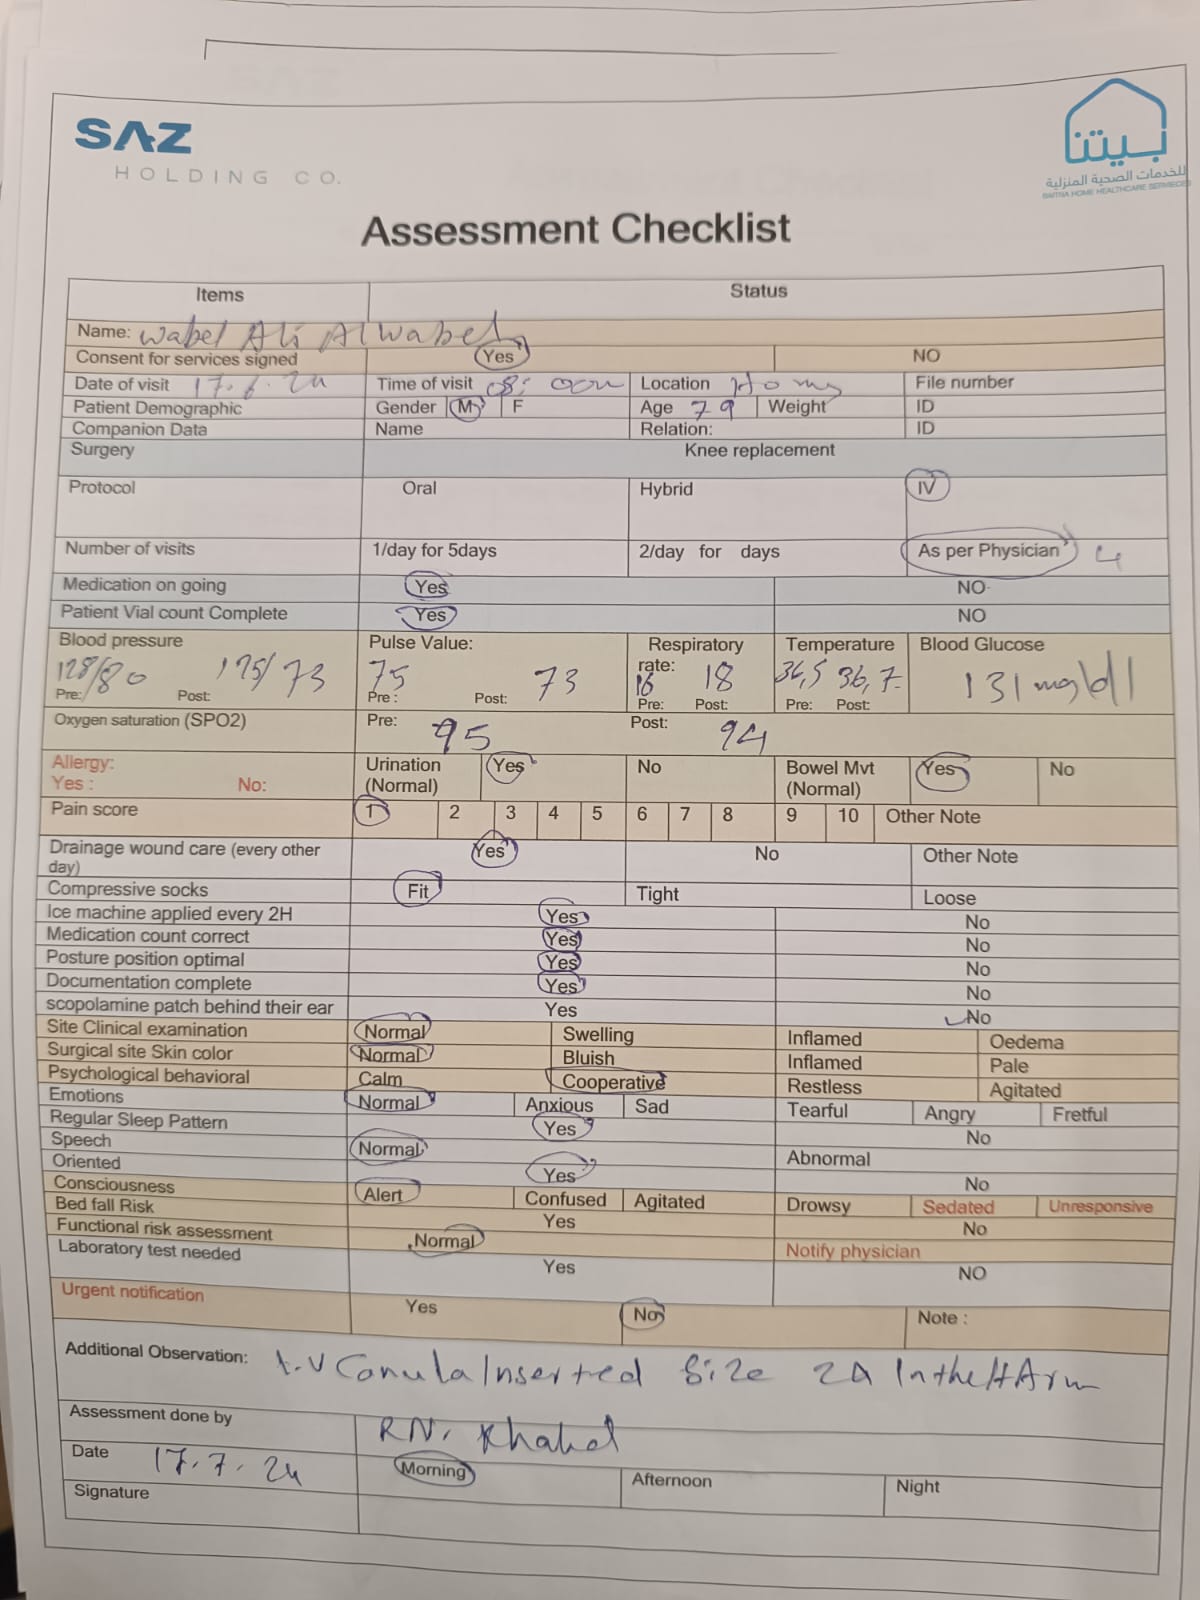 SAZ
HOLDING CO.
بيتنا
للخدمات الصحية المنزلية
BAITNA HOME HEALTHCARE SERVIECES
Assessment Checklist
Items Status
Name: Wabel Ali AlWabel
Consent for services signed Yes NO
Date of visit 17.6.24 Time of visit 08:00 Location Home File number
Patient Demographic Gender M F Age 79 Weight ID
Companion Data Name Relation: ID
Surgery Knee replacement
Protocol Oral Hybrid IV
Number of visits 1/day for 5days 2/day for days As per Physician 4
Medication on going Yes NO
Patient Vial count Complete Yes NO
Blood pressure Pulse Value: Respiratory rate: Temperature Blood Glucose
128/80 125/73 75 73 16 18 36,5 36,7 131 mg/dl
Pre: Post: Pre: Post: Pre: Post: Pre: Post:
Oxygen saturation (SPO2) Pre: 95 Post: 94
Allergy: Urination Yes No Bowel Mvt Yes No
Yes : No: (Normal) (Normal)
Pain score 1 2 3 4 5 6 7 8 9 10 Other Note
Drainage wound care (every other day) Yes No Other Note
Compressive socks Fit Tight Loose
Ice machine applied every 2H Yes No
Medication count correct Yes No
Posture position optimal Yes No
Documentation complete Yes No
scopolamine patch behind their ear Yes No
Site Clinical examination Normal Swelling Inflamed Oedema
Surgical site Skin color Normal Bluish Inflamed Pale
Psychological behavioral Calm Cooperative Restless Agitated
Emotions Normal Anxious Sad Tearful Angry Fretful
Regular Sleep Pattern Yes No
Speech Normal Abnormal
Oriented Yes No
Consciousness Alert Confused Agitated Drowsy Sedated Unresponsive
Bed fall Risk Yes No
Functional risk assessment Normal Notify physician
Laboratory test needed Yes NO
Urgent notification Yes No Note :
Additional Observation: I.V Canula Inserted Size 24 In the Arm
Assessment done by RN. Khaled
Date 17.7.24 Morning Afternoon Night
Signature